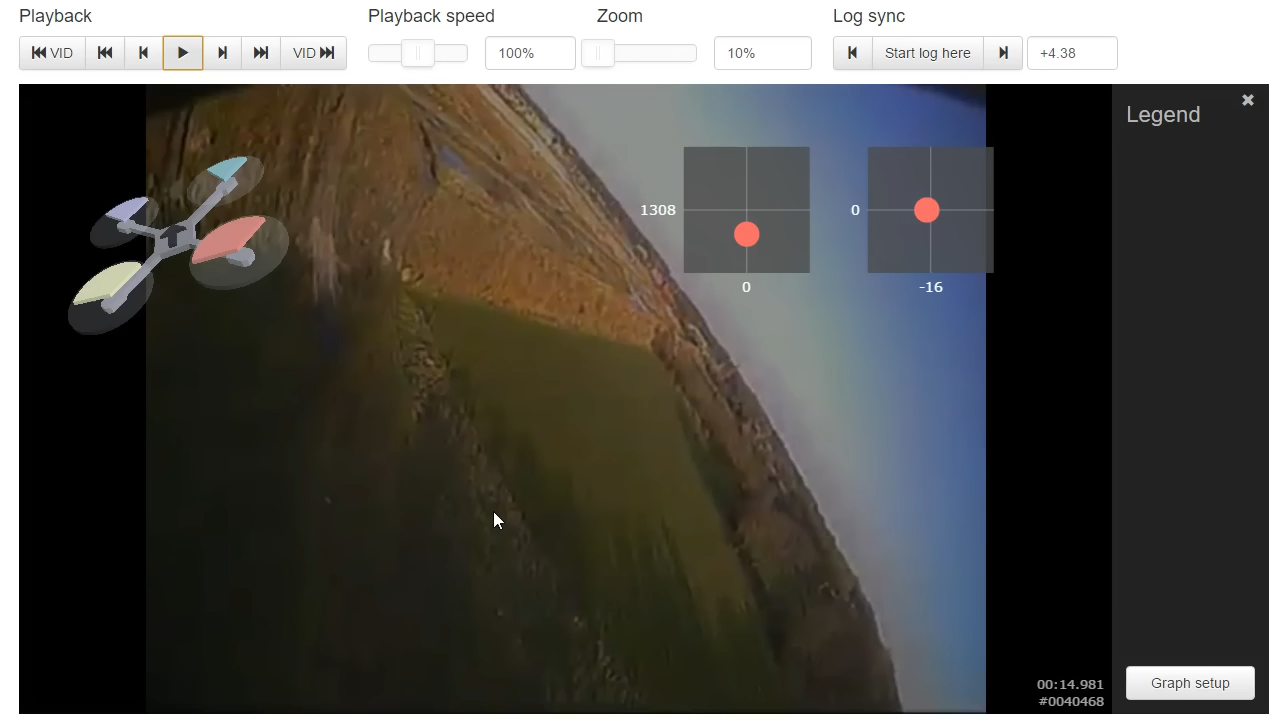 Playback
Playback speed
Zoom
Log sync
VID
VID
100%
10%
Start log here
+4.38
Legend
1308
0
0
-16
00:14.981
#0040468
Graph setup